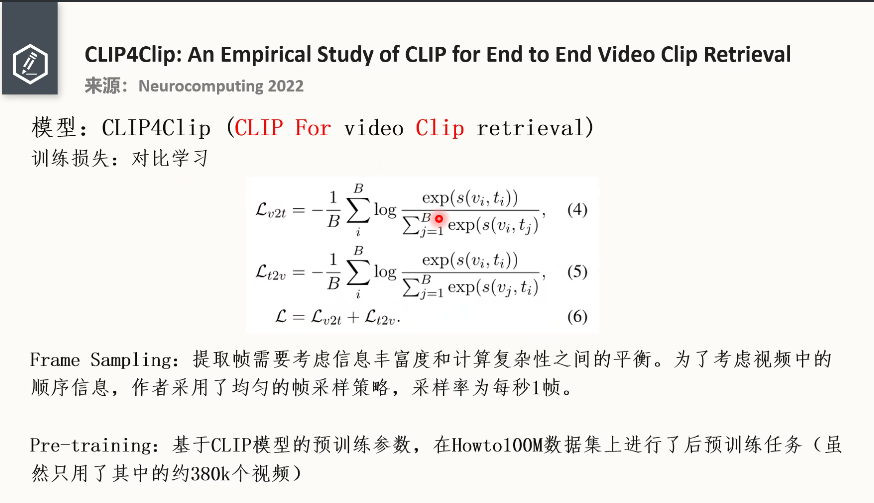 CLIP4Clip: An Empirical Study of CLIP for End to End Video Clip Retrieval
来源：Neurocomputing 2022
模型：CLIP4Clip (CLIP For video Clip retrieval)
训练损失：对比学习
$\mathcal{L}_{v2t} = -\frac{1}{B}\sum_{i}^{B}\log\frac{\exp(s(v_i, t_i))}{\sum_{j=1}^{B}\exp(s(v_i, t_j)}, \quad (4)$
$\mathcal{L}_{t2v} = -\frac{1}{B}\sum_{i}^{B}\log\frac{\exp(s(v_i, t_i))}{\sum_{j=1}^{B}\exp(s(v_j, t_i)}, \quad (5)$
$\mathcal{L} = \mathcal{L}_{v2t} + \mathcal{L}_{t2v}. \quad (6)$
Frame Sampling：提取帧需要考虑信息丰富度和计算复杂性之间的平衡。为了考虑视频中的
顺序信息，作者采用了均匀的帧采样策略，采样率为每秒1帧。
Pre-training：基于CLIP模型的预训练参数，在Howto100M数据集上进行了后预训练任务（虽
然只用了其中的约380k个视频）